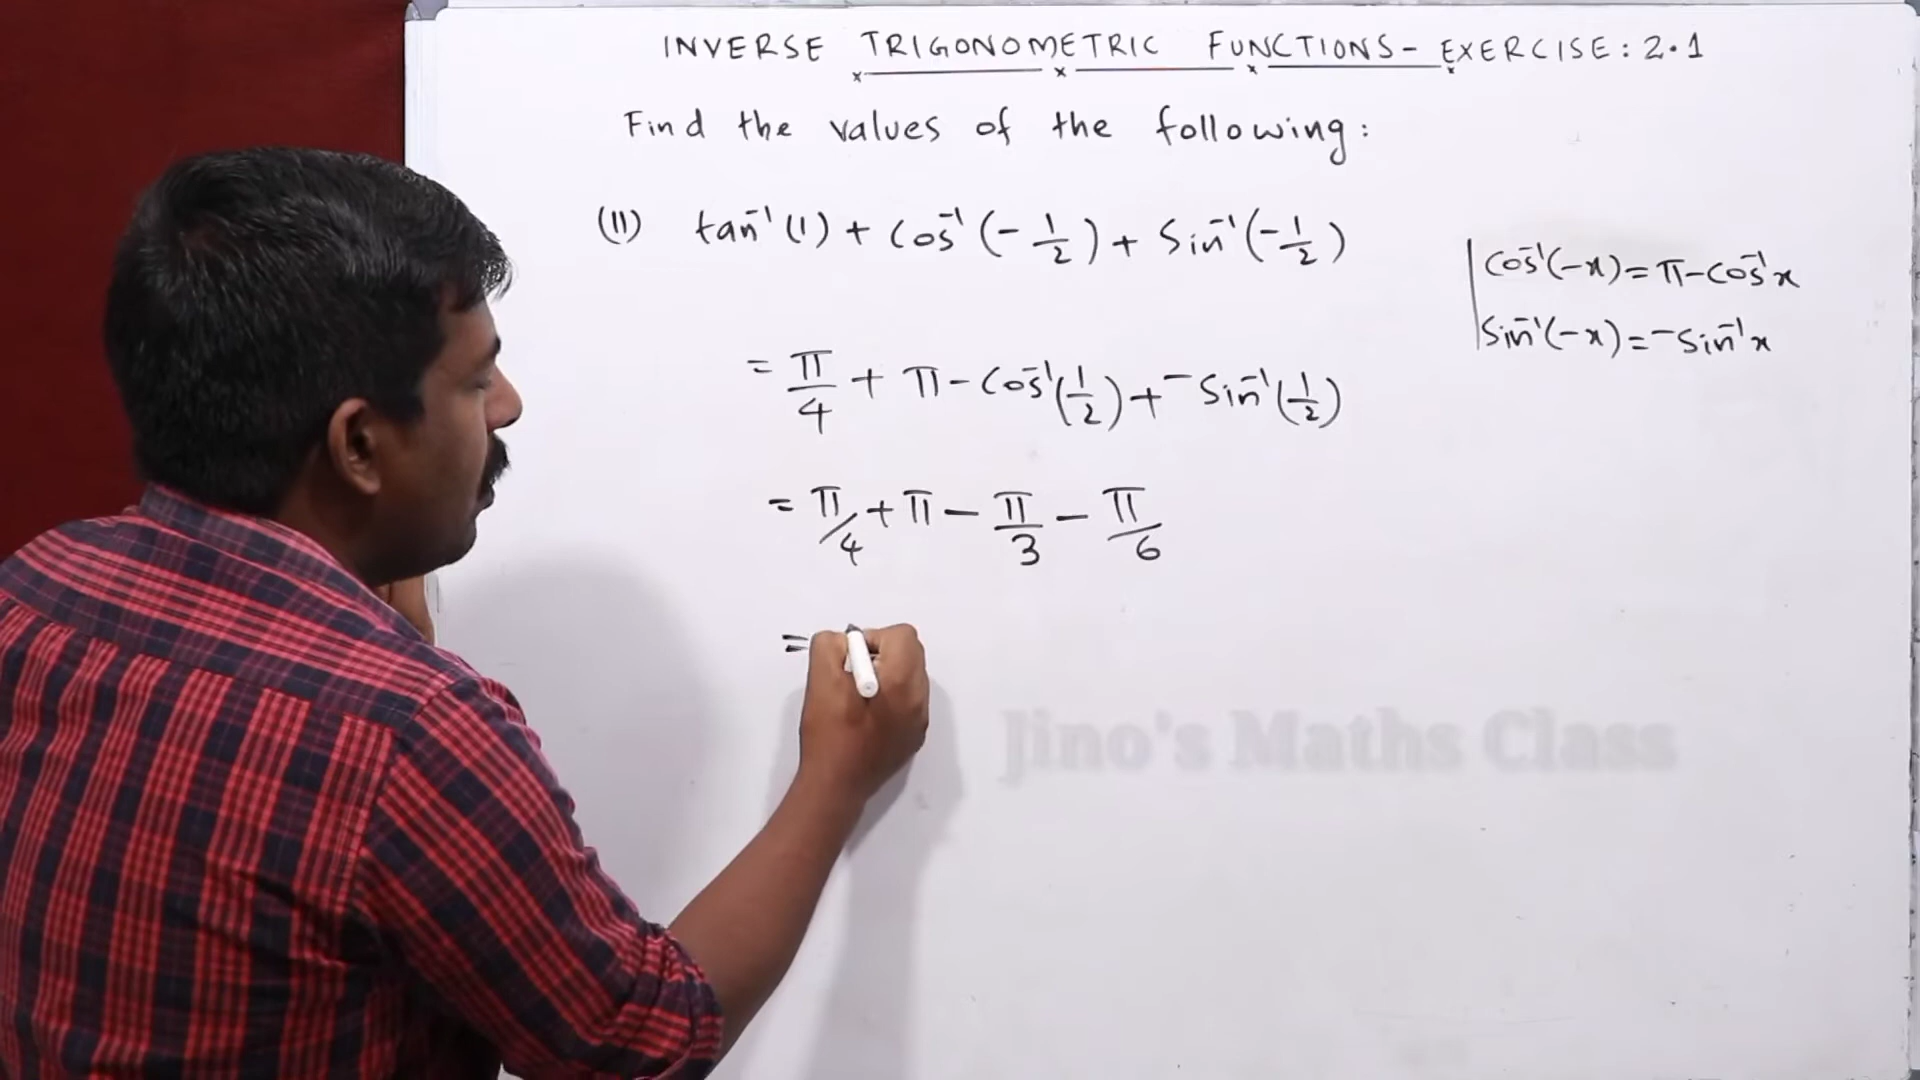 INVERSE TRIGONOMETRIC FUNCTIONS - EXERCISE: 2.1
Find the values of the following:
(11) tan⁻¹(1) + Cos⁻¹(-1/2) + Sin⁻¹(-1/2)
Cos⁻¹(-x) = π - Cos⁻¹x
Sin⁻¹(-x) = -Sin⁻¹x
= π/4 + π - Cos⁻¹(1/2) + -Sin⁻¹(1/2)
= π/4 + π - π/3 - π/6
=
Jino's Maths Class